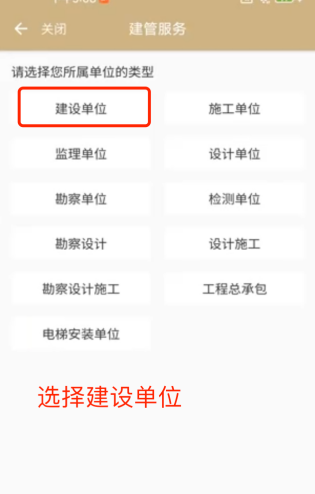 关闭 建管服务
请选择您所属单位的类型
建设单位 施工单位
监理单位 设计单位
勘察单位 检测单位
勘察设计 设计施工
勘察设计施工 工程总承包
电梯安装单位
选择建设单位